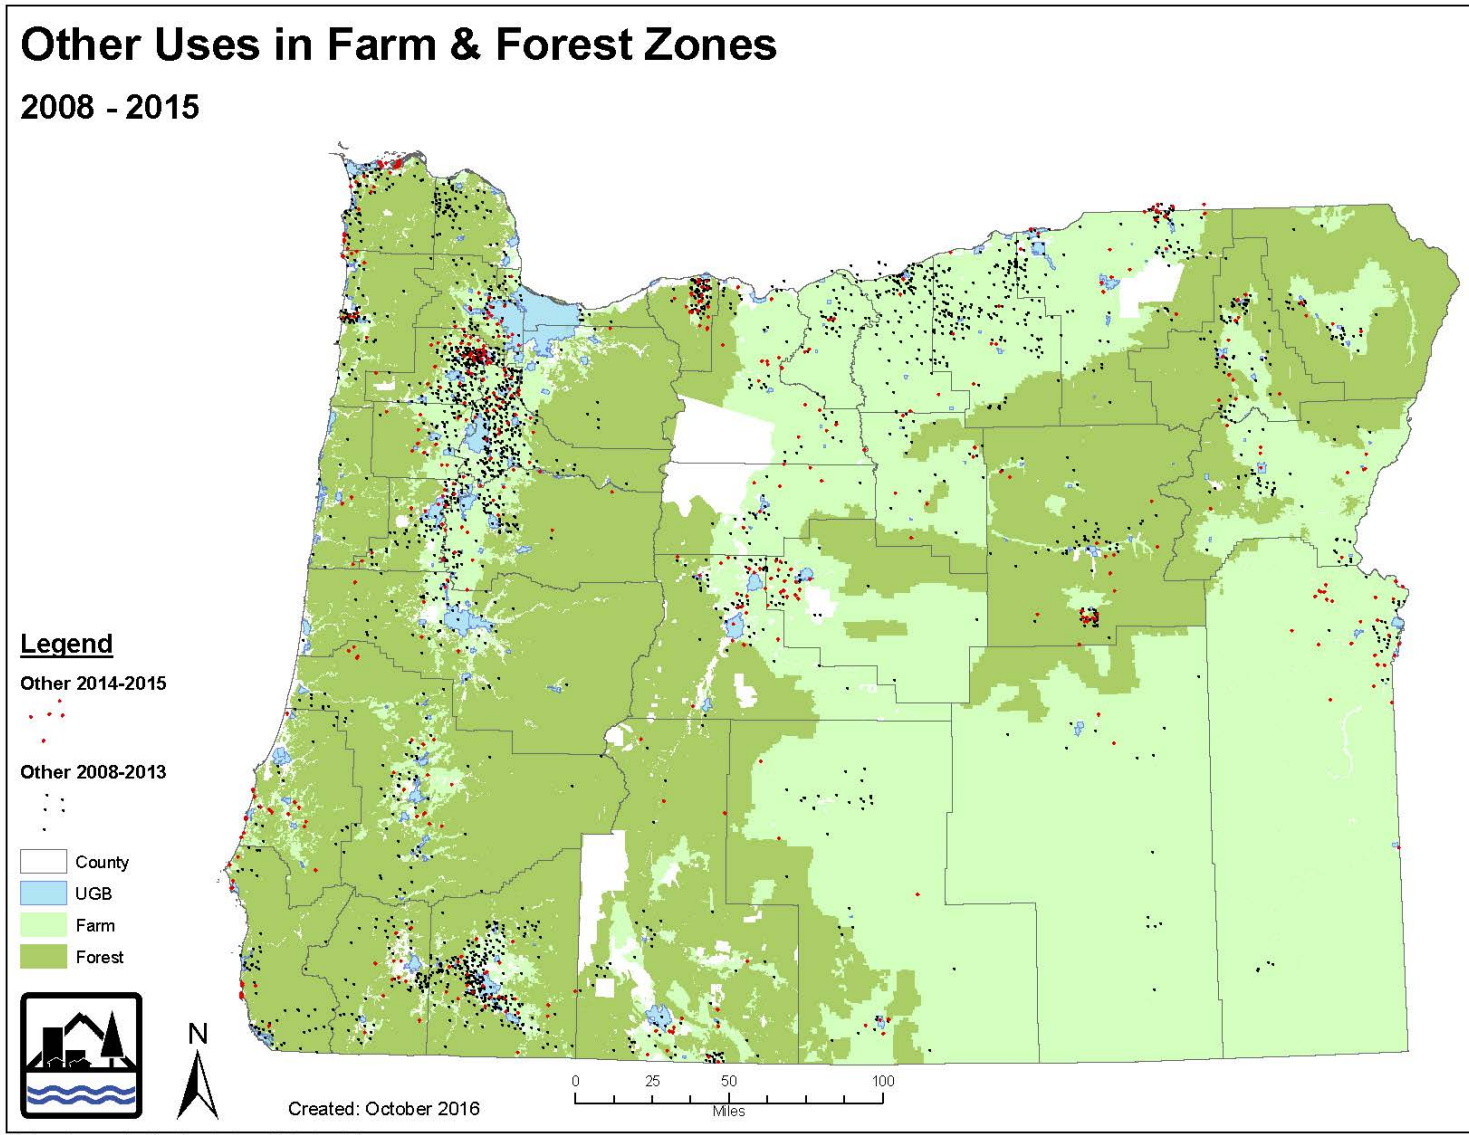 Other Uses in Farm & Forest Zones
2008 - 2015
Legend
Other 2014-2015
Other 2008-2013
County
UGB
Farm
Forest
N
Created: October 2016
0 25 50 100
Miles